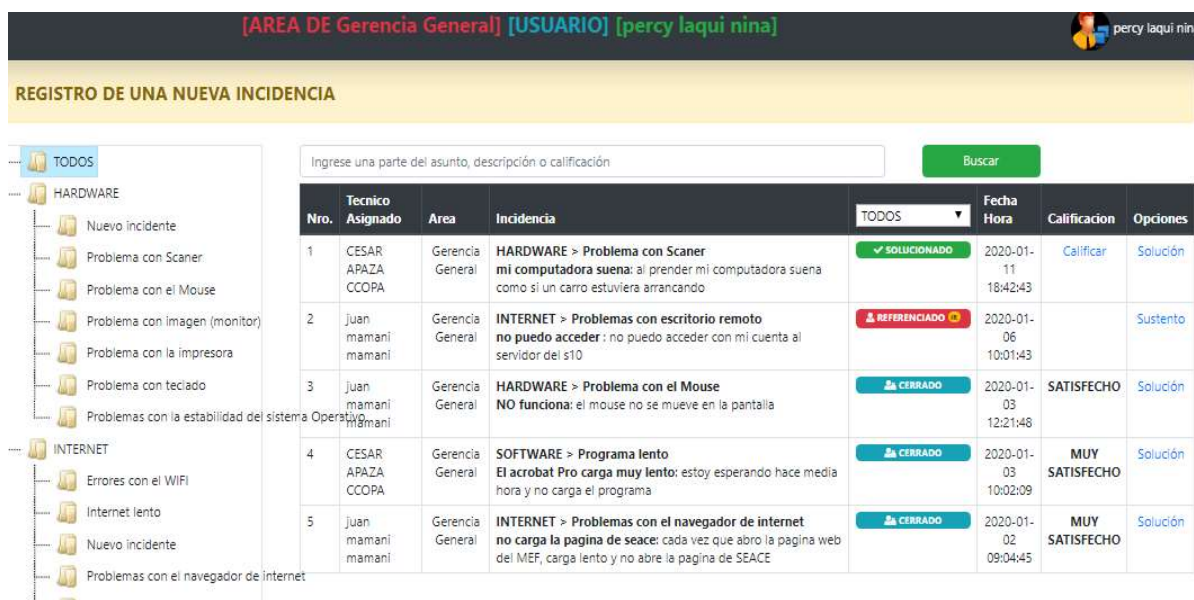 [AREA DE Gerencia General] [USUARIO] [percy laqui nina]
percy laqui nin
REGISTRO DE UNA NUEVA INCIDENCIA
TODOS
HARDWARE
Nuevo incidente
Problema con Scaner
Problema con el Mouse
Problema con imagen (monitor)
Problema con la impresora
Problema con teclado
Problemas con la estabilidad del sistema Operativo
INTERNET
Errores con el WIFI
Internet lento
Nuevo incidente
Problemas con el navegador de internet
Ingrese una parte del asunto, descripción o calificación
Buscar
Nro. Tecnico Asignado Area Incidencia TODOS Fecha Hora Calificacion Opciones
1 CESAR APAZA CCOPA Gerencia General HARDWARE > Problema con Scaner
mi computadora suena: al prender mi computadora suena
como si un carro estuviera arrancando
SOLUCIONADO 2020-01-11 18:42:43 Calificar Solución
2 juan mamani mamani Gerencia General INTERNET > Problemas con escritorio remoto
no puedo acceder : no puedo acceder con mi cuenta al
servidor del s10
REFERENCIADO 2020-01-06 10:01:43 Sustento
3 juan mamani mamani Gerencia General HARDWARE > Problema con el Mouse
NO funciona: el mouse no se mueve en la pantalla
CERRADO 2020-01-03 12:21:48 SATISFECHO Solución
4 CESAR APAZA CCOPA Gerencia General SOFTWARE > Programa lento
El acrobat Pro carga muy lento: estoy esperando hace media
hora y no carga el programa
CERRADO 2020-01-03 10:02:09 MUY SATISFECHO Solución
5 juan mamani mamani Gerencia General INTERNET > Problemas con el navegador de internet
no carga la pagina de seace: cada vez que abro la pagina web
del MEF, carga lento y no abre la pagina de SEACE
CERRADO 2020-01-02 09:04:45 MUY SATISFECHO Solución